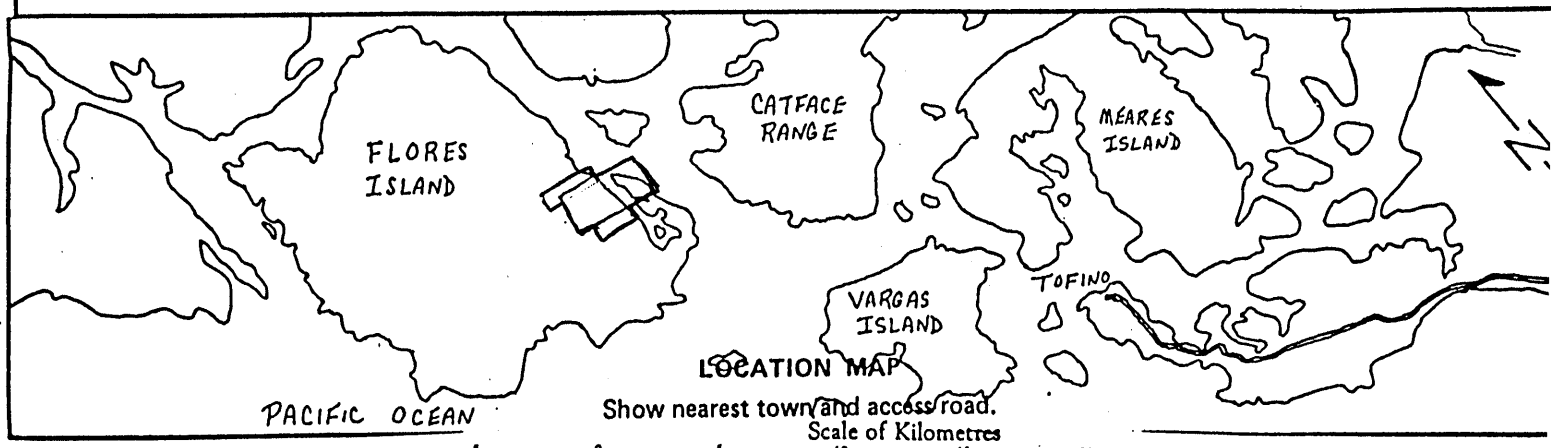 FLORES
ISLAND
CATFACE
RANGE
MEARES
ISLAND
N
VARGAS
ISLAND
TOFINO
LOCATION MAP
PACIFIC OCEAN
Show nearest town and access road.
Scale of Kilometres